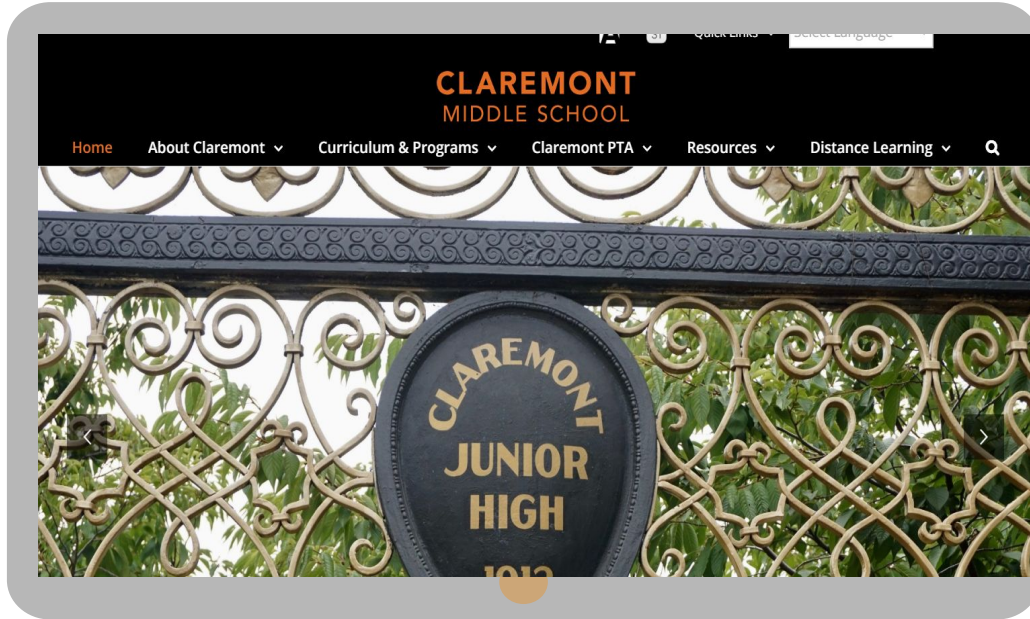 Quick Links
Select Language
CLAREMONT
MIDDLE SCHOOL
Home About Claremont Curriculum & Programs Claremont PTA Resources Distance Learning
CLAREMONT
JUNIOR
HIGH